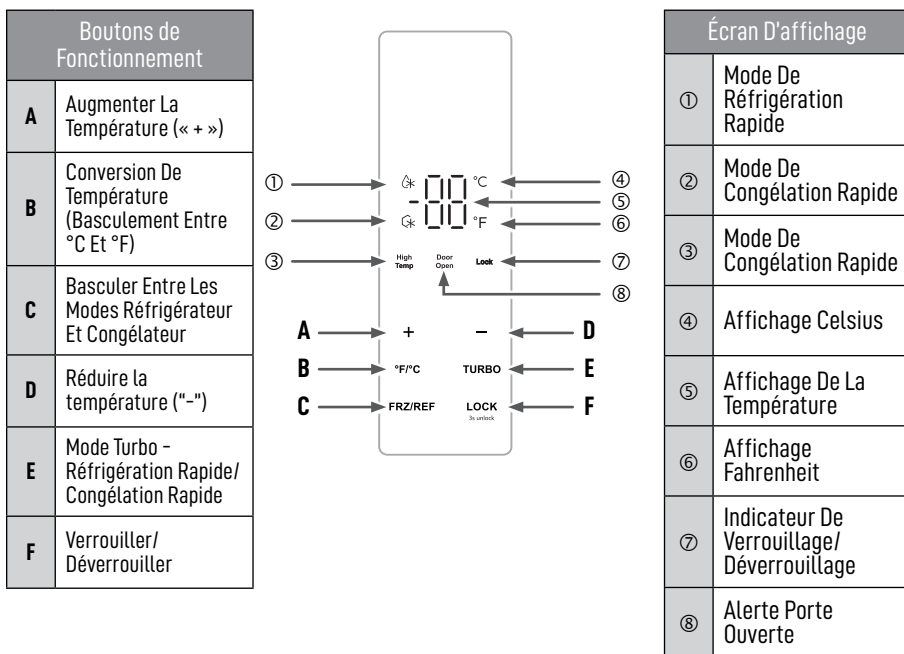 Boutons de
Fonctionnement
A
Augmenter La
Température (« + »)
B
Conversion De
Température
(Basculement Entre
°C Et °F)
C
Basculer Entre Les
Modes Réfrigérateur
Et Congélateur
D
Réduire la
température ("-")
E
Mode Turbo -
Réfrigération Rapide/
Congélation Rapide
F
Verrouiller/
Déverrouiller
① -88 °C ④
⑤
② °F ⑥
③ High Temp Door Open Lock ⑦
⑧
A + − D
B °F/°C TURBO E
C FRZ/REF LOCK F
3s unlock
Écran D'affichage
①
Mode De
Réfrigération
Rapide
②
Mode De
Congélation Rapide
③
Mode De
Congélation Rapide
④
Affichage Celsius
⑤
Affichage De La
Température
⑥
Affichage
Fahrenheit
⑦
Indicateur De
Verrouillage/
Déverrouillage
⑧
Alerte Porte
Ouverte